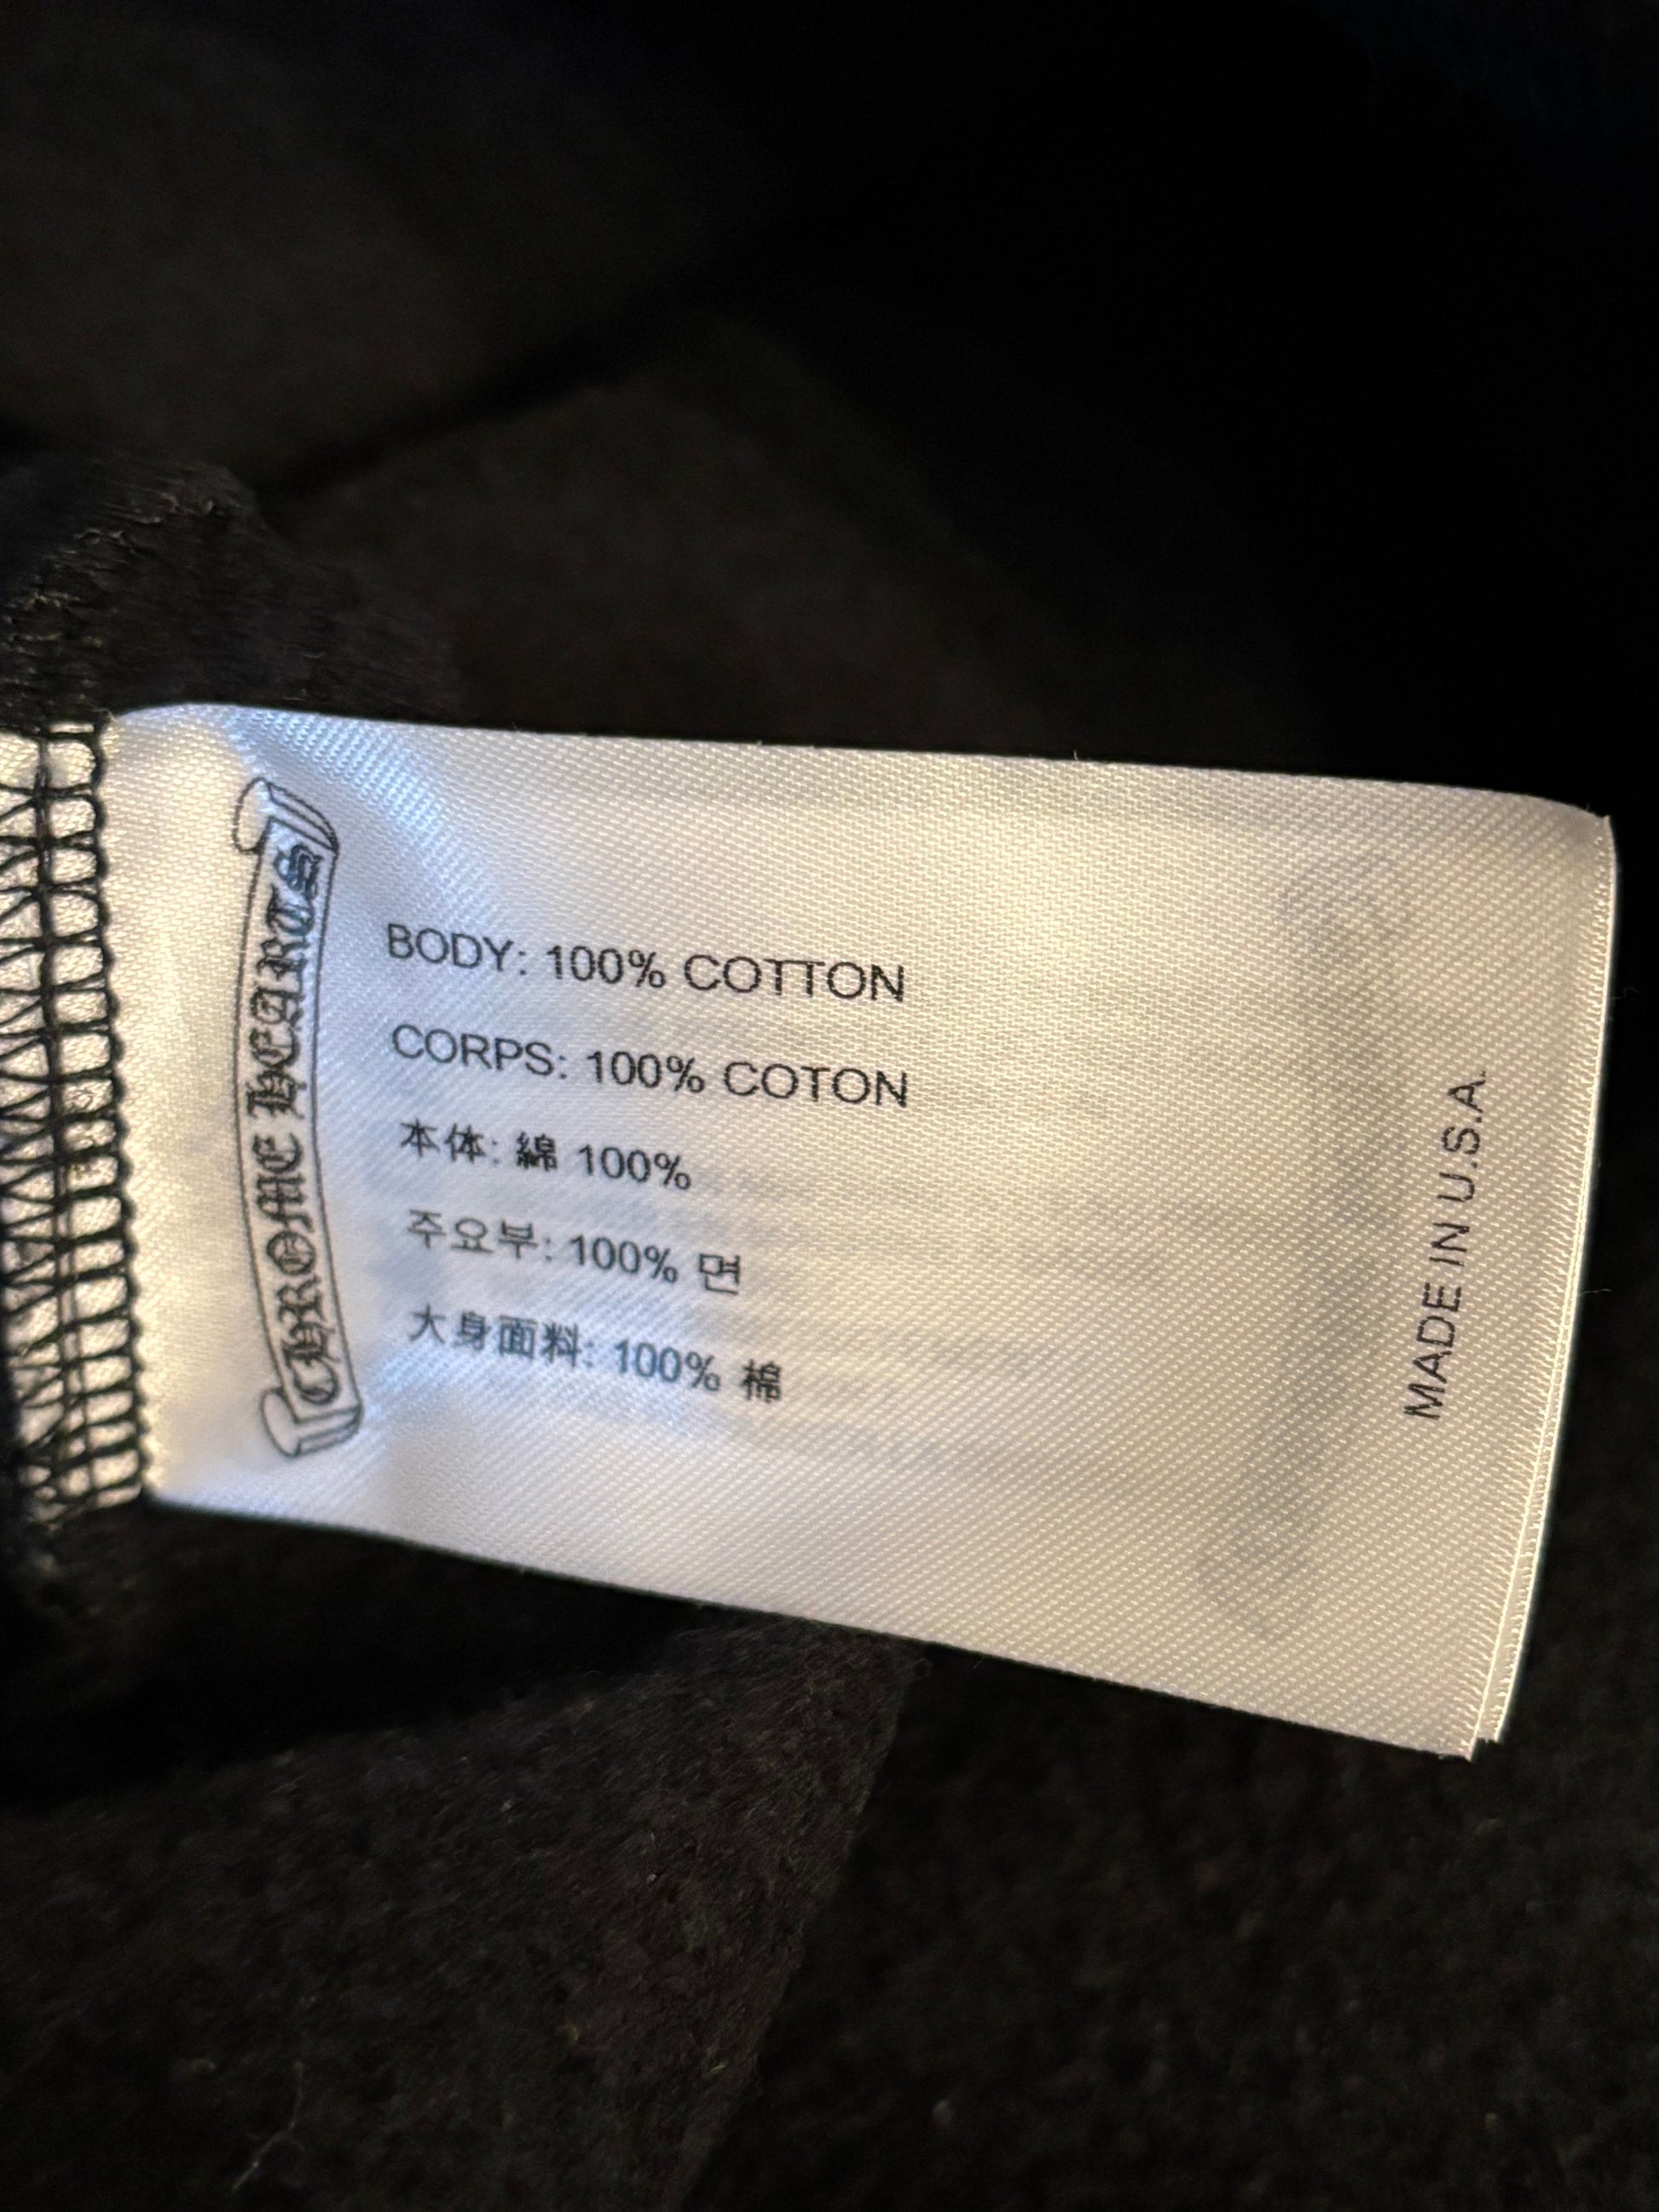 CHROME HEARTS
BODY: 100% COTTON
CORPS: 100% COTON
本体: 綿 100%
주요부: 100% 면
大身面料: 100% 棉
MADE IN U.S.A.